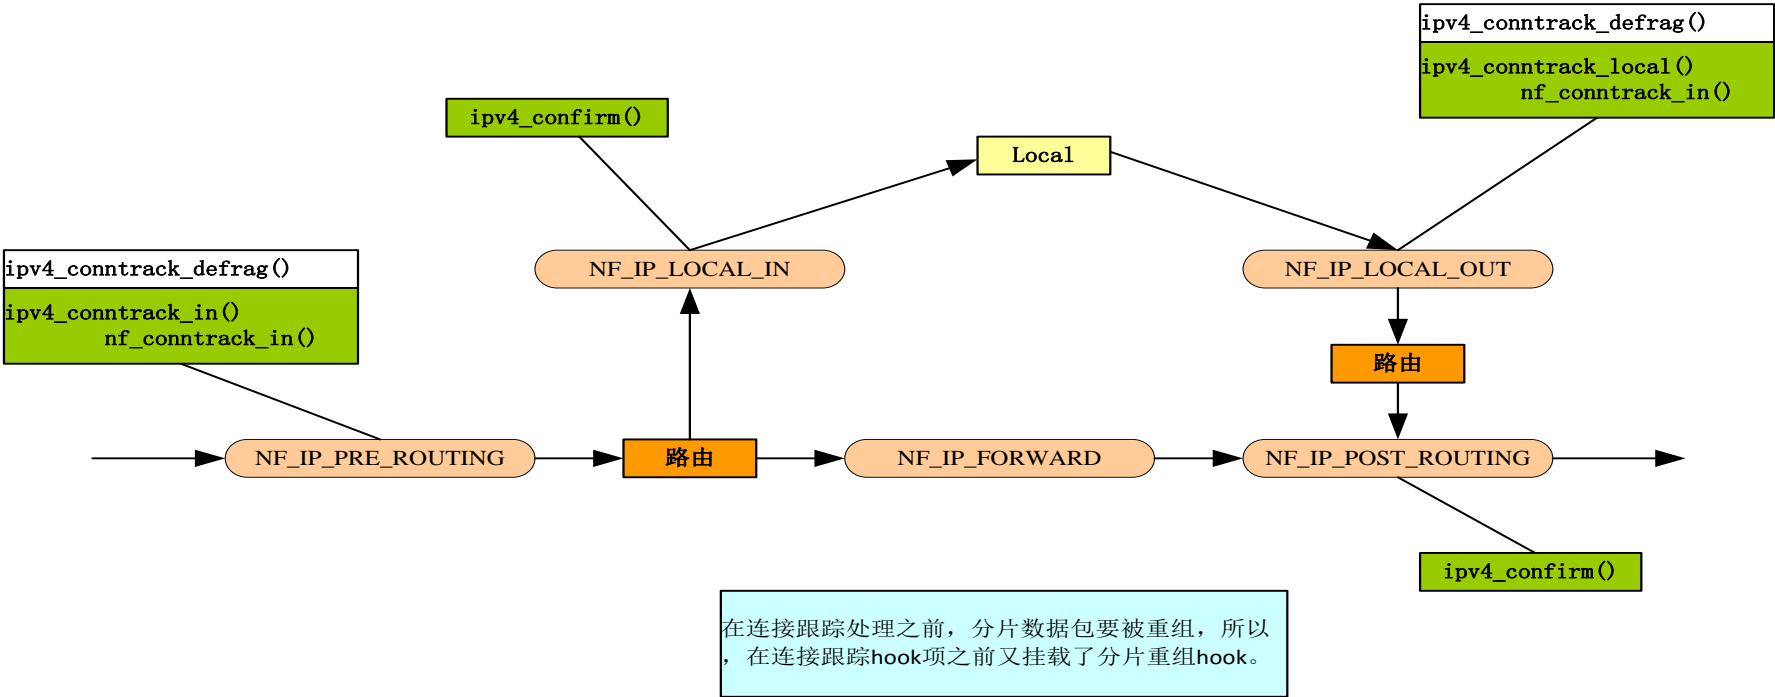 ipv4_conntrack_defrag()
ipv4_conntrack_local()
nf_conntrack_in()
ipv4_confirm()
Local
ipv4_conntrack_defrag()
ipv4_conntrack_in()
nf_conntrack_in()
NF_IP_LOCAL_IN
NF_IP_LOCAL_OUT
路由
NF_IP_PRE_ROUTING
路由
NF_IP_FORWARD
NF_IP_POST_ROUTING
ipv4_confirm()
在连接跟踪处理之前，分片数据包要被重组，所以
，在连接跟踪hook项之前又挂载了分片重组hook。